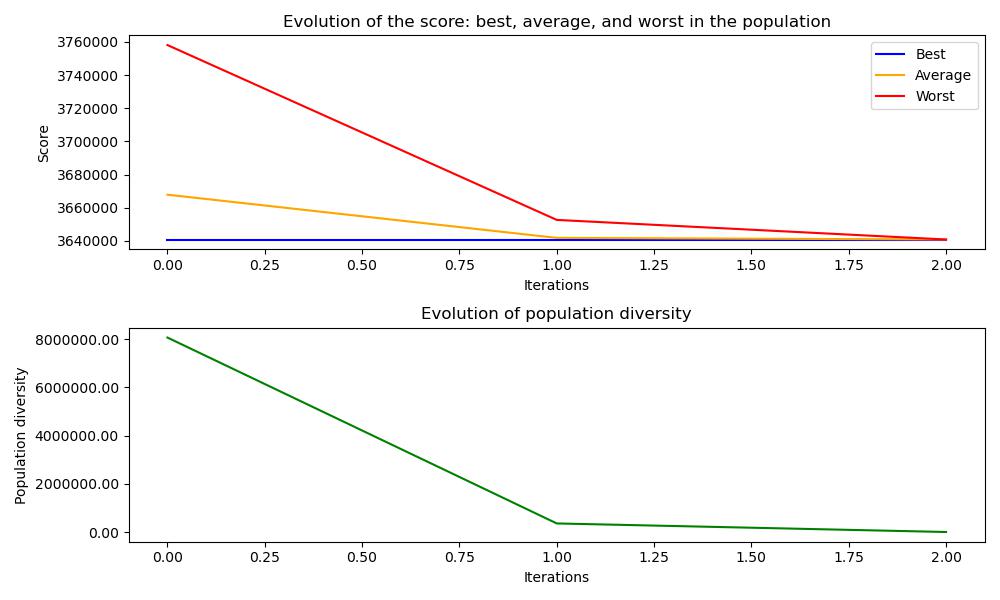 Evolution of the score: best, average, and worst in the population
3760000
3740000
3720000
3700000
3680000
3660000
3640000
Score
Best
Average
Worst
0.00 0.25 0.50 0.75 1.00 1.25 1.50 1.75 2.00
Iterations
Evolution of population diversity
8000000.00
6000000.00
4000000.00
2000000.00
0.00
Population diversity
0.00 0.25 0.50 0.75 1.00 1.25 1.50 1.75 2.00
Iterations